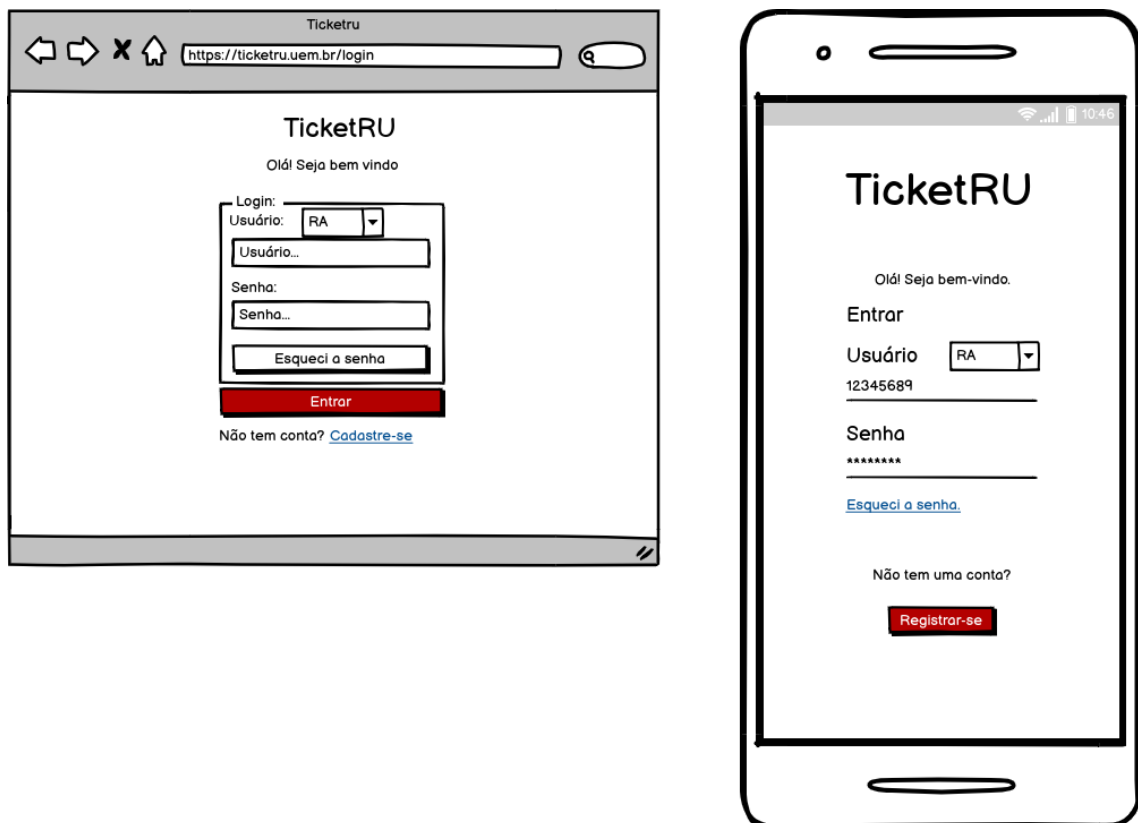 Ticketru
https://ticketru.uem.br/login
TicketRU
Olá! Seja bem vindo
Login:
Usuário: RA
Usuário...
Senha:
Senha...
Esqueci a senha
Entrar
Não tem conta? Cadastre-se
10:46
TicketRU
Olá! Seja bem-vindo.
Entrar
Usuário RA
12345689
Senha
********
Esqueci a senha.
Não tem uma conta?
Registrar-se